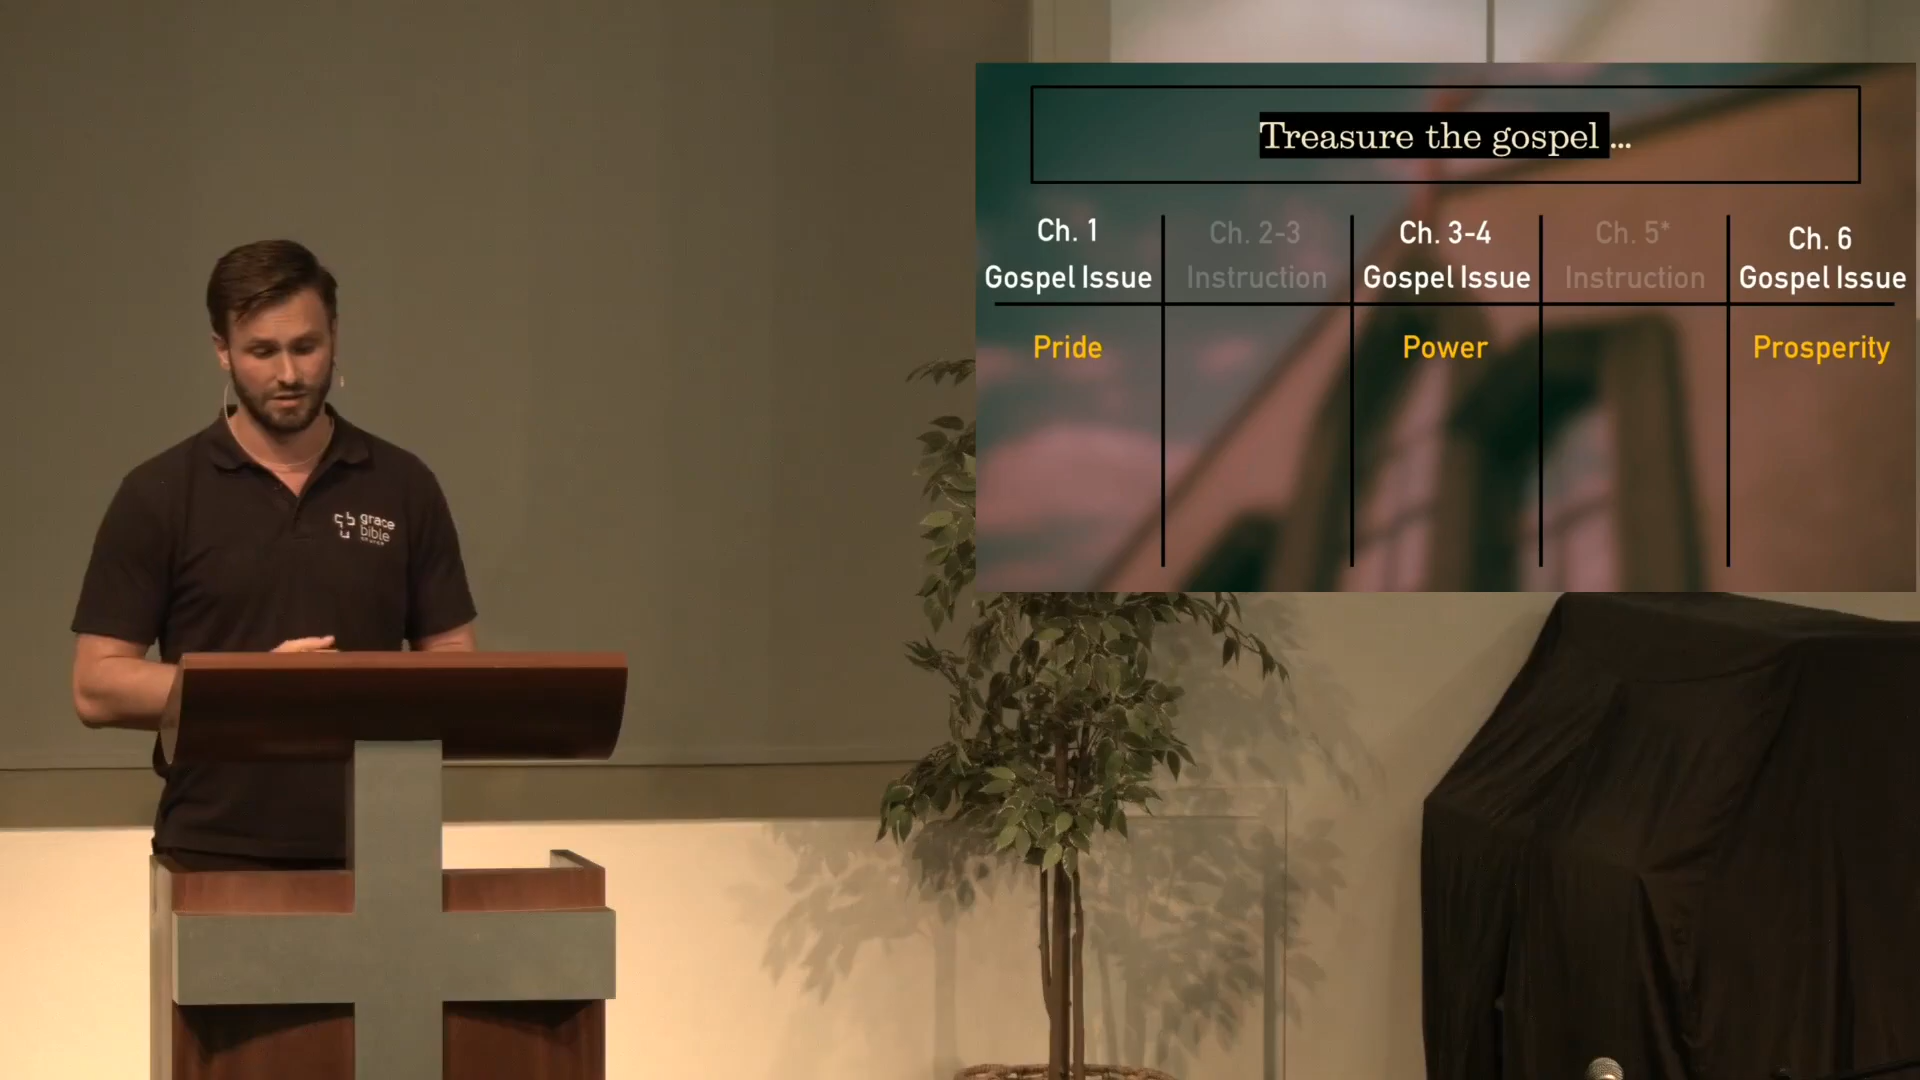 Treasure the gospel ...
Ch. 1
Gospel Issue
Ch. 2-3
Instruction
Ch. 3-4
Gospel Issue
Ch. 5*
Instruction
Ch. 6
Gospel Issue
Pride
Power
Prosperity
grace
bible